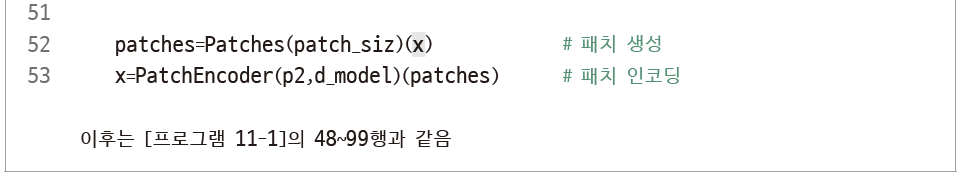 51
52 patches=Patches(patch_siz)(x) # 패치 생성
53 x=PatchEncoder(p2,d_model)(patches) # 패치 인코딩
이후는 [프로그램 11-1]의 48~99행과 같음